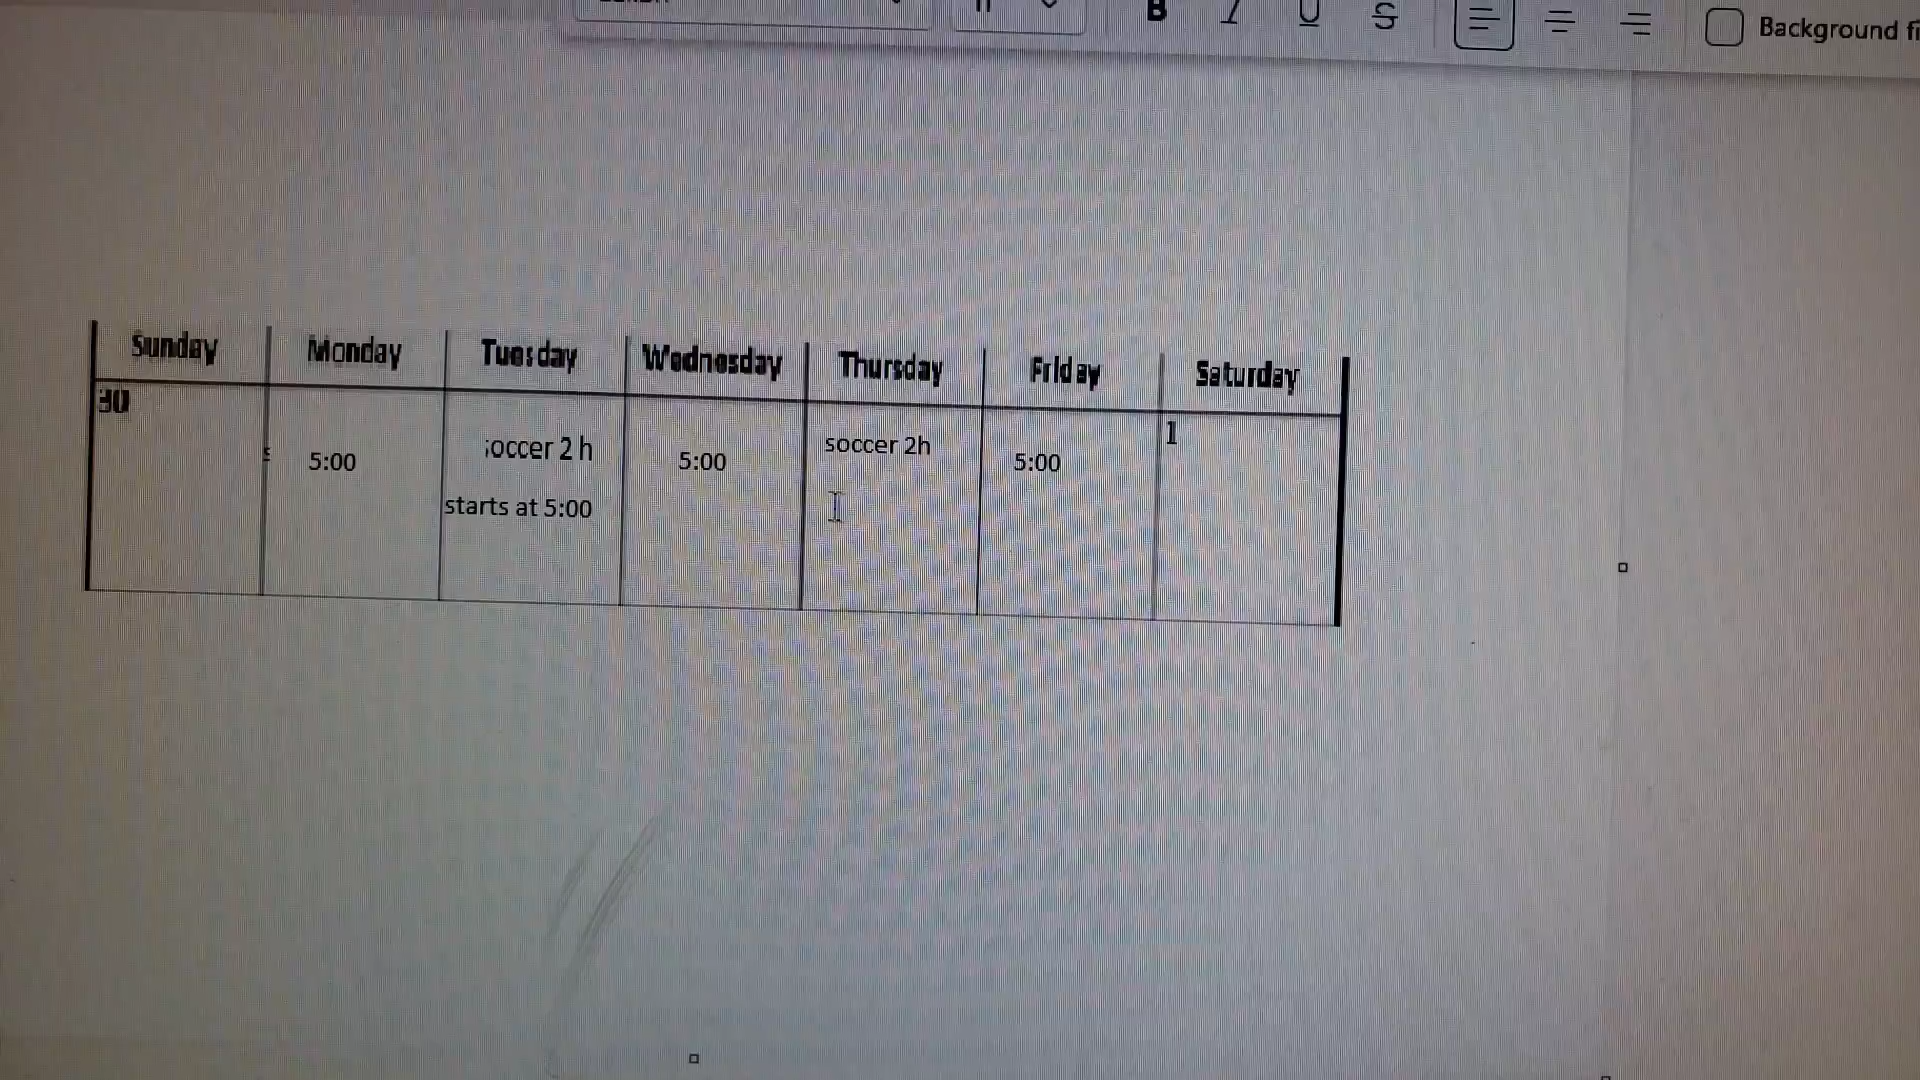 Background
Sunday Monday Tuesday Wednesday Thursday Friday Saturday
30
1
5:00
occer 2 h
starts at 5:00
5:00
soccer 2h
5:00